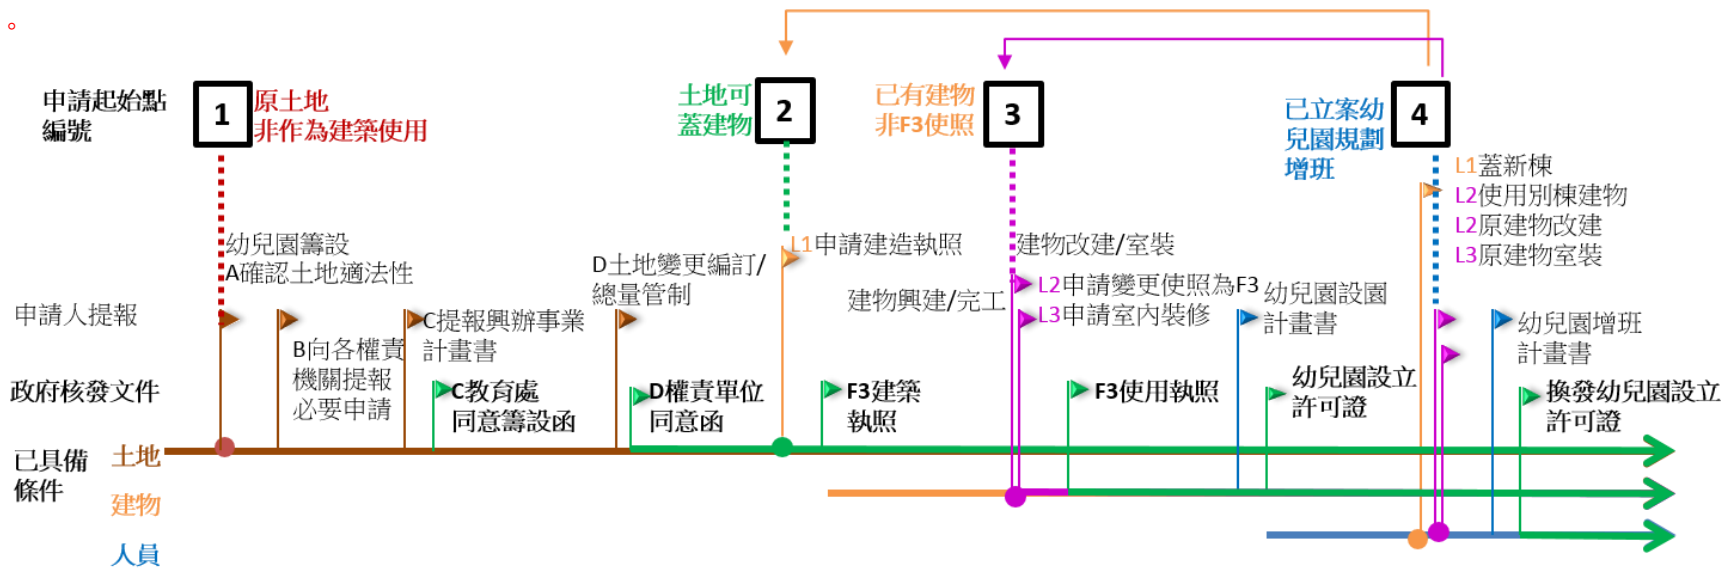 。
申請起始點
編號
1
原土地
非作為建築使用
土地可
蓋建物
2
已有建物
非F3使照
3
已立案幼
兒園規劃
增班
4
L1蓋新棟
L2使用別棟建物
L2原建物改建
L3原建物室裝
幼兒園籌設
A確認土地適法性
D土地變更編訂/
總量管制
L1申請建造執照
建物改建/室裝
建物興建/完工
L2申請變更使照為F3
L3申請室內裝修
幼兒園設園
計畫書
幼兒園增班
計畫書
申請人提報
B向各權責
機關提報
必要申請
C提報興辦事業
計畫書
政府核發文件
C教育處
同意籌設函
D權責單位
同意函
F3建築
執照
F3使用執照
幼兒園設立
許可證
換發幼兒園設立
許可證
已具備
條件
土地
建物
人員